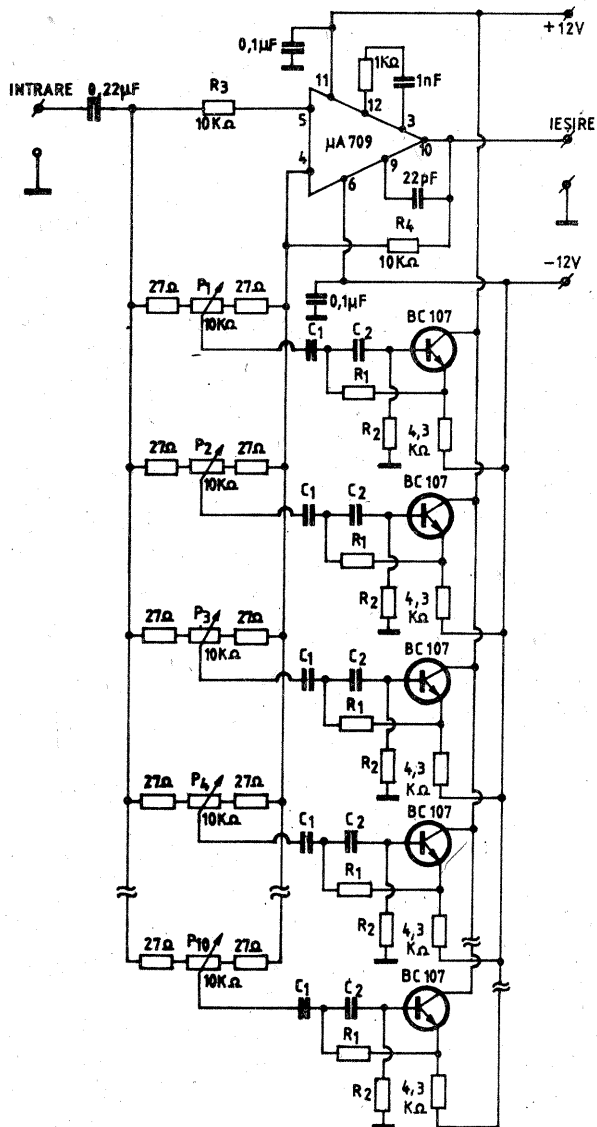 +12V
0,1µF
1KΩ
1nF
11
12
3
INTRARE
0,22µF
R3
10KΩ
5
µA 709
10
IEȘIRE
4
9
6
22pF
R4
10KΩ
-12V
0,1µF
27Ω P1 27Ω
10KΩ
C1 C2 BC 107
R1
R2 4,3 KΩ
27Ω P2 27Ω
10KΩ
C1 C2 BC 107
R1
R2 4,3 KΩ
27Ω P3 27Ω
10KΩ
C1 C2 BC 107
R1
R2 4,3 KΩ
27Ω P4 27Ω
10KΩ
C1 C2 BC 107
R1
R2 4,3 KΩ
27Ω P10 27Ω
10KΩ
C1 C2 BC 107
R1
R2 4,3 KΩ